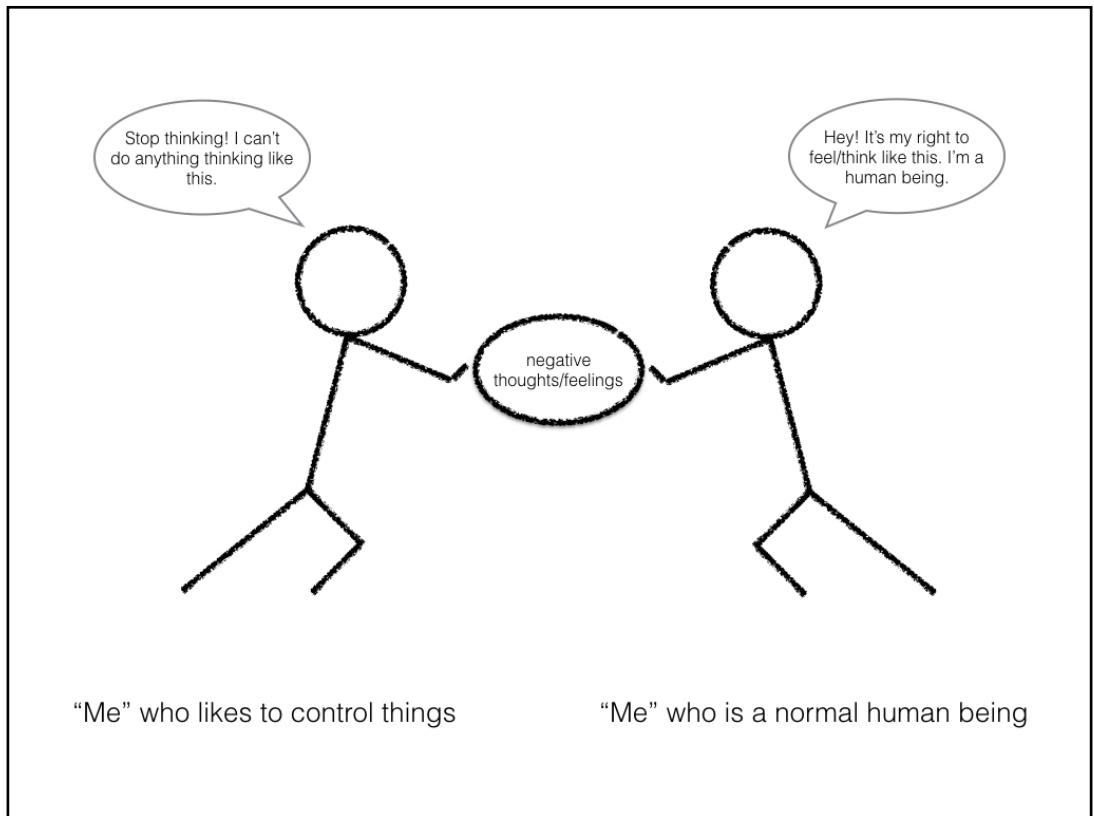 Stop thinking! I can't
do anything thinking like
this.
Hey! It's my right to
feel/think like this. I'm a
human being.
negative
thoughts/feelings
“Me” who likes to control things
“Me” who is a normal human being